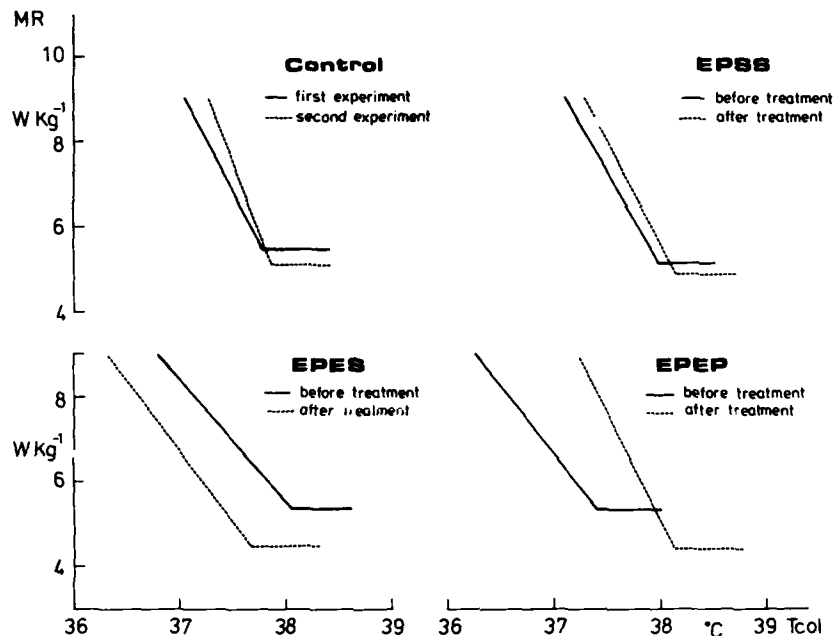 MR
10
Control
EPSS
first experiment
before treatment
W Kg-1
second experiment
after treatment
8
6
4
EPES
EPEP
before treatment
before treatment
8
after treatment
after treatment
W Kg-1
6
4
36 37 38 39 36 37 38 39
°C Tcol